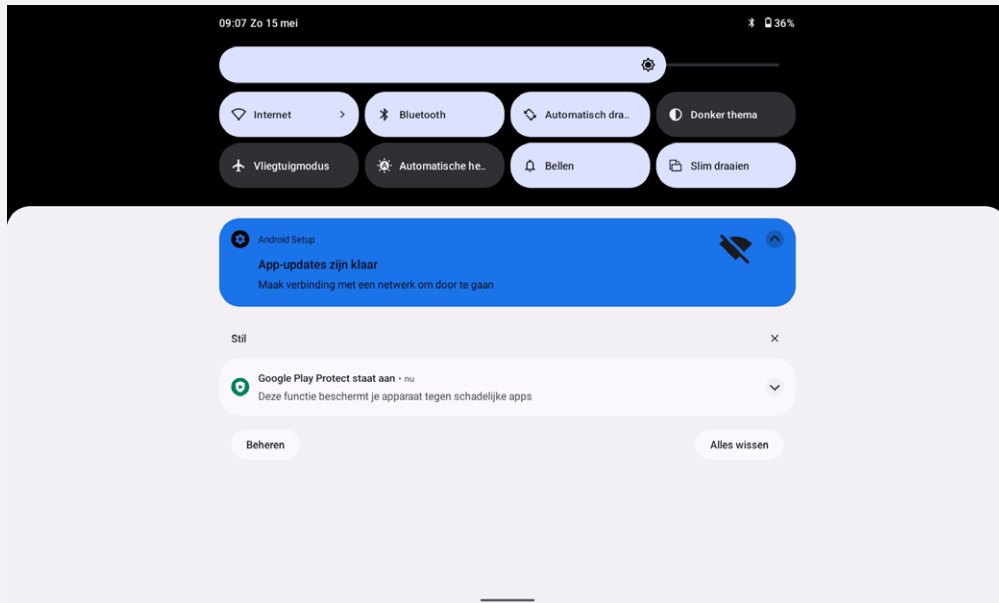 09:07 Zo 15 mei
36%
Internet
Bluetooth
Automatisch dra..
Donker thema
Vliegtuigmodus
Automatische he..
Bellen
Slim draaien
Android Setup
App-updates zijn klaar
Maak verbinding met een netwerk om door te gaan
Stil
Google Play Protect staat aan • nu
Deze functie beschermt je apparaat tegen schadelijke apps
Beheren
Alles wissen